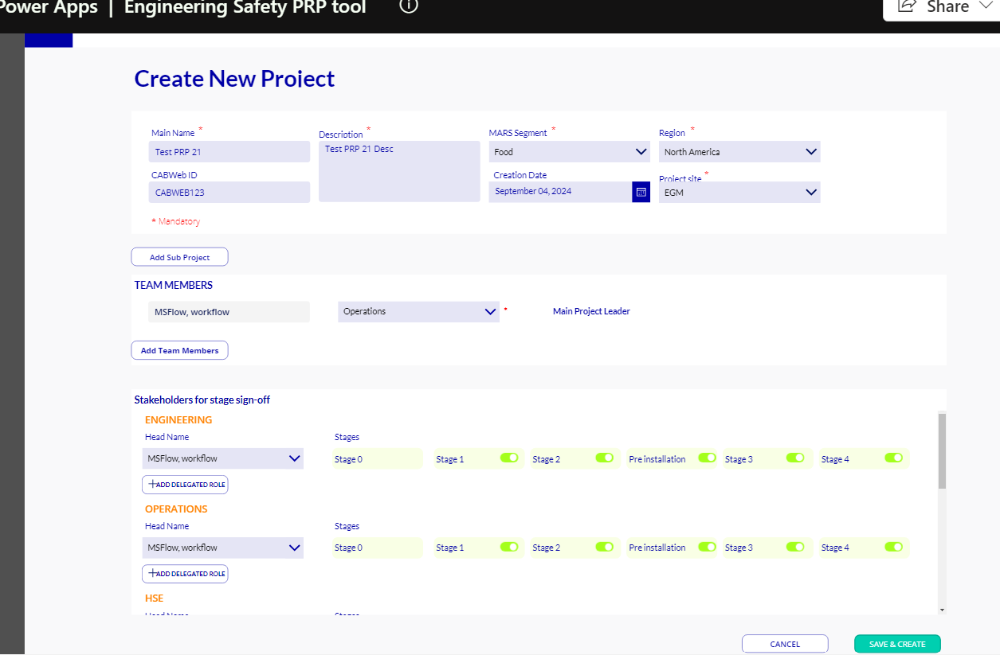 Power Apps | Engineering Safety PRP tool
Share
Create New Project
Main Name *
Description *
MARS Segment *
Region *
Test PRP 21
Test PRP 21 Desc
Food
North America
CABWeb ID
Creation Date
Project site *
CABWEB123
September 04, 2024
EGM
* Mandatory
Add Sub Project
TEAM MEMBERS
MSFlow, workflow
Operations
*
Main Project Leader
Add Team Members
Stakeholders for stage sign-off
ENGINEERING
Head Name
Stages
MSFlow, workflow
Stage 0
Stage 1
Stage 2
Pre installation
Stage 3
Stage 4
+ADD DELEGATED ROLE
OPERATIONS
Head Name
Stages
MSFlow, workflow
Stage 0
Stage 1
Stage 2
Pre installation
Stage 3
Stage 4
+ADD DELEGATED ROLE
HSE
Head Name
Stages
CANCEL
SAVE & CREATE